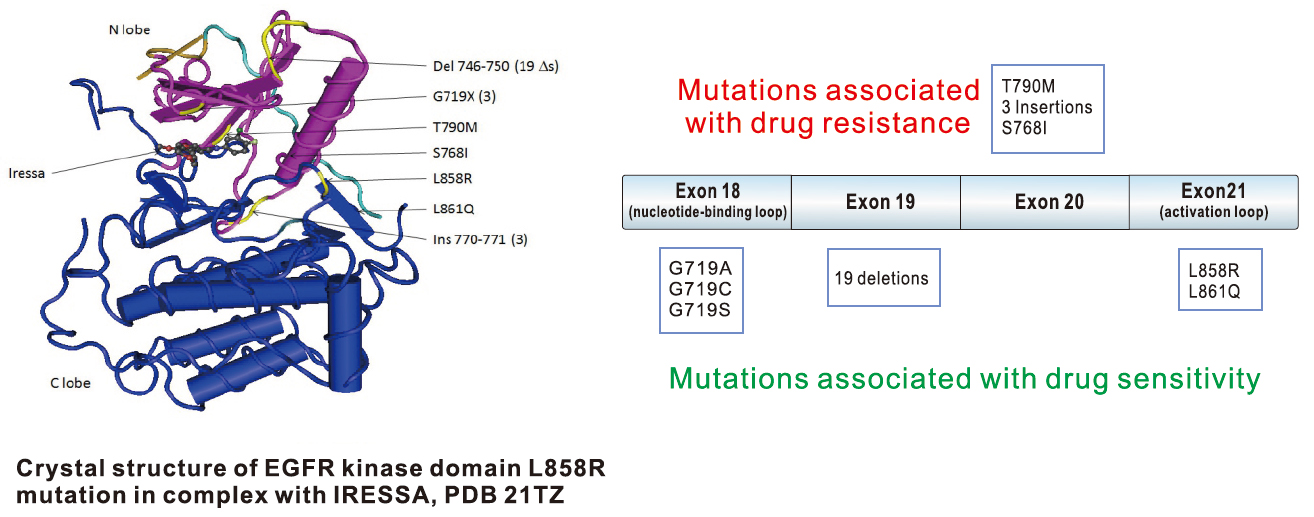 N lobe
Del 746-750 (19 Δs)
G719X (3)
T790M
S768I
Iressa
L858R
L861Q
Ins 770-771 (3)
C lobe
Crystal structure of EGFR kinase domain L858R
mutation in complex with IRESSA, PDB 21TZ
Mutations associated
with drug resistance
T790M
3 Insertions
S768I
Exon 18
(nucleotide-binding loop)
Exon 19
Exon 20
Exon21
(activation loop)
G719A
G719C
G719S
19 deletions
L858R
L861Q
Mutations associated with drug sensitivity